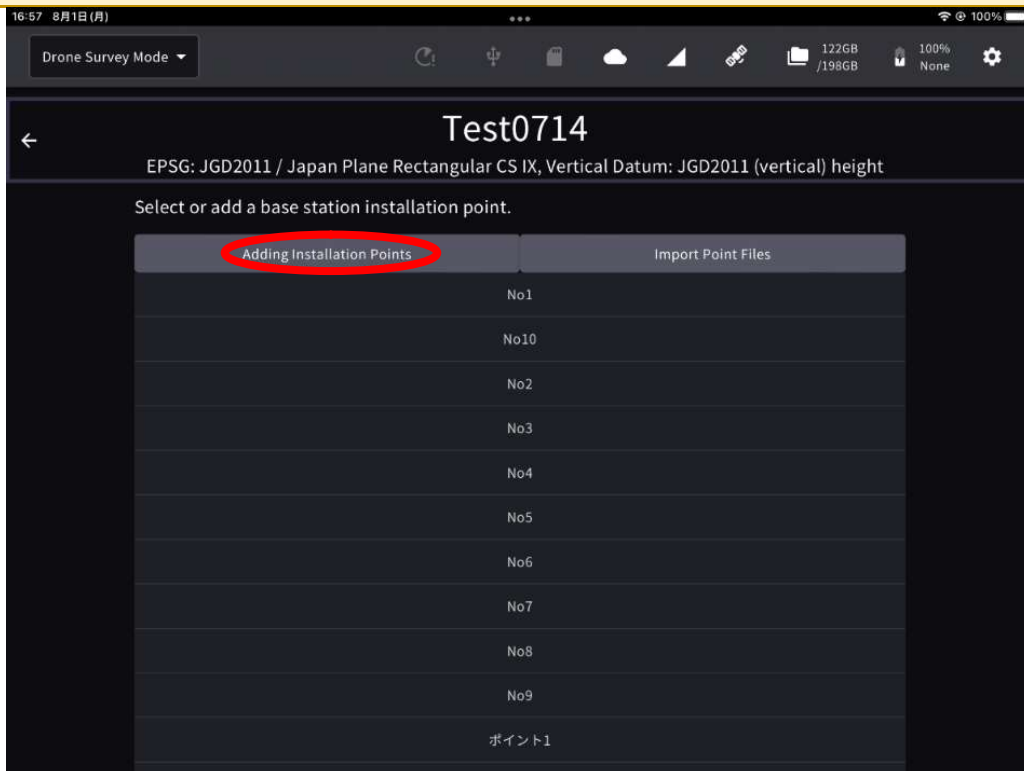 16:57 8月1日(月) 100%
Drone Survey Mode 122GB /198GB 100% None
Test0714
EPSG: JGD2011 / Japan Plane Rectangular CS IX, Vertical Datum: JGD2011 (vertical) height
Select or add a base station installation point.
Adding Installation Points Import Point Files
No1
No10
No2
No3
No4
No5
No6
No7
No8
No9
ポイント1